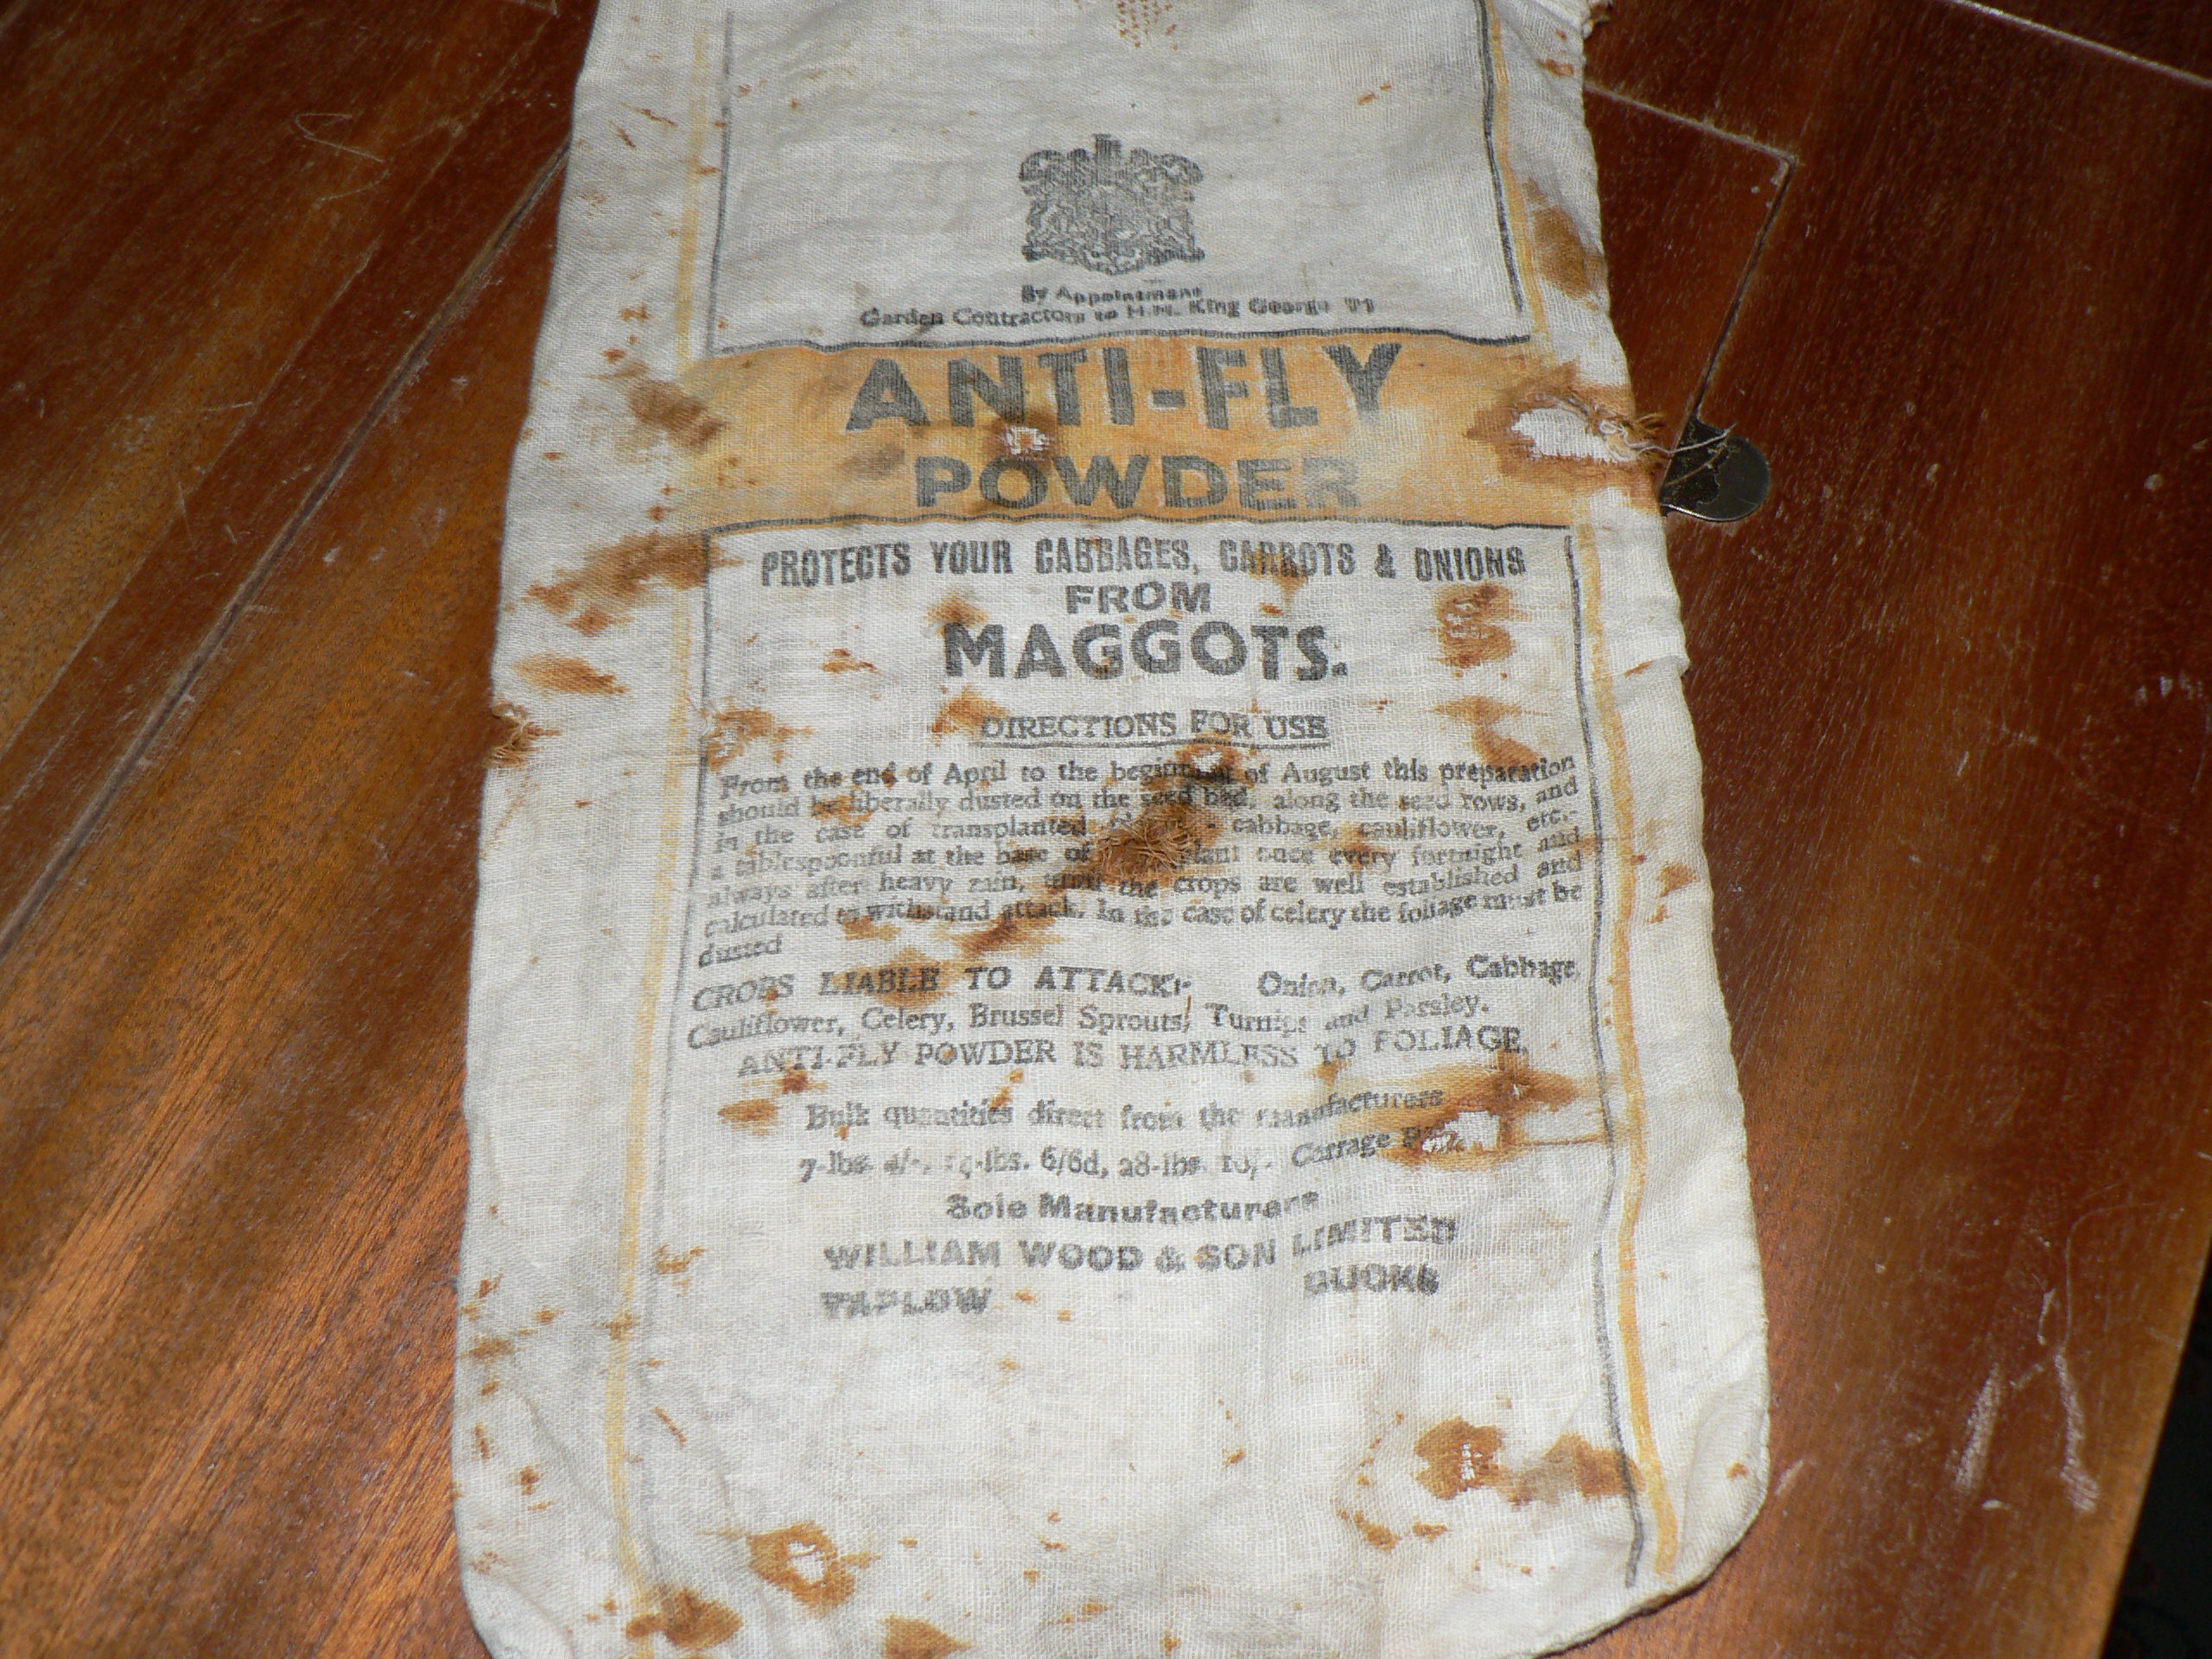 By Appointment
Garden Contractors to H.M. King George VI
ANTI-FLY
POWDER
PROTECTS YOUR CABBAGES, CARROTS & ONIONS
FROM
MAGGOTS.
DIRECTIONS FOR USE
From the end of April to the beginning of August this preparation
should be liberally dusted on the seed bed, along the seed rows, and
in the case of transplanted cabbage, cauliflower, etc.-
a tablespoonful at the base of plant once every fortnight and
always after heavy rain, until the crops are well established and
calculated to withstand attack. In the case of celery the foliage must be
dusted
CROPS LIABLE TO ATTACK:- Onion, Carrot, Cabbage,
Cauliflower, Celery, Brussel Sprouts, Turnips and Parsley.
ANTI-FLY POWDER IS HARMLESS TO FOLIAGE.
Bulk quantities direct from the manufacturers
7-lbs. 4/-, 14-lbs. 6/6d, 28-lbs. 10/- Carrage
Sole Manufacturers
WILLIAM WOOD & SON LIMITED
TAPLOW BUCKS